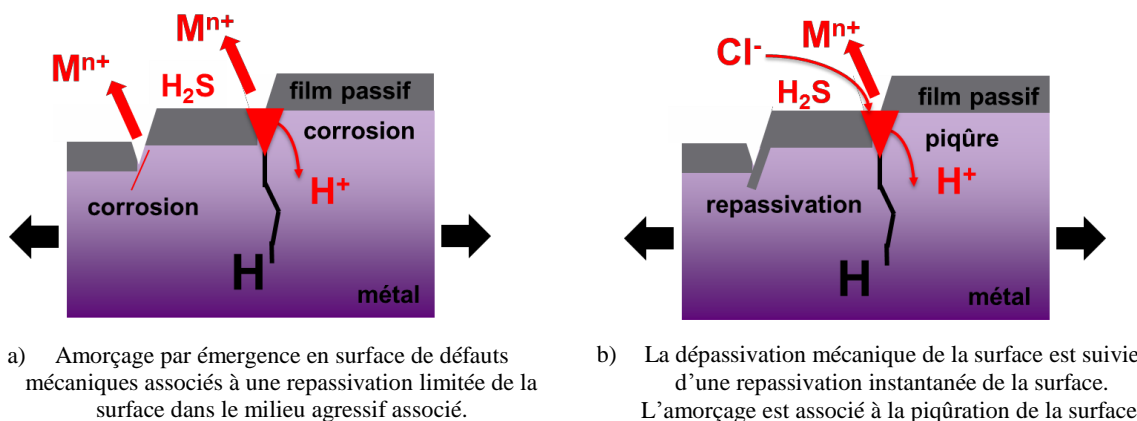 Mⁿ⁺
Mⁿ⁺
H₂S
film passif
corrosion
corrosion
H⁺
H
métal
Cl⁻
Mⁿ⁺
H₂S
film passif
piqûre
repassivation
H⁺
H
métal
a) Amorçage par émergence en surface de défauts
mécaniques associés à une repassivation limitée de la
surface dans le milieu agressif associé.
b) La dépassivation mécanique de la surface est suivie
d’une repassivation instantanée de la surface.
L’amorçage est associé à la piqûration de la surface